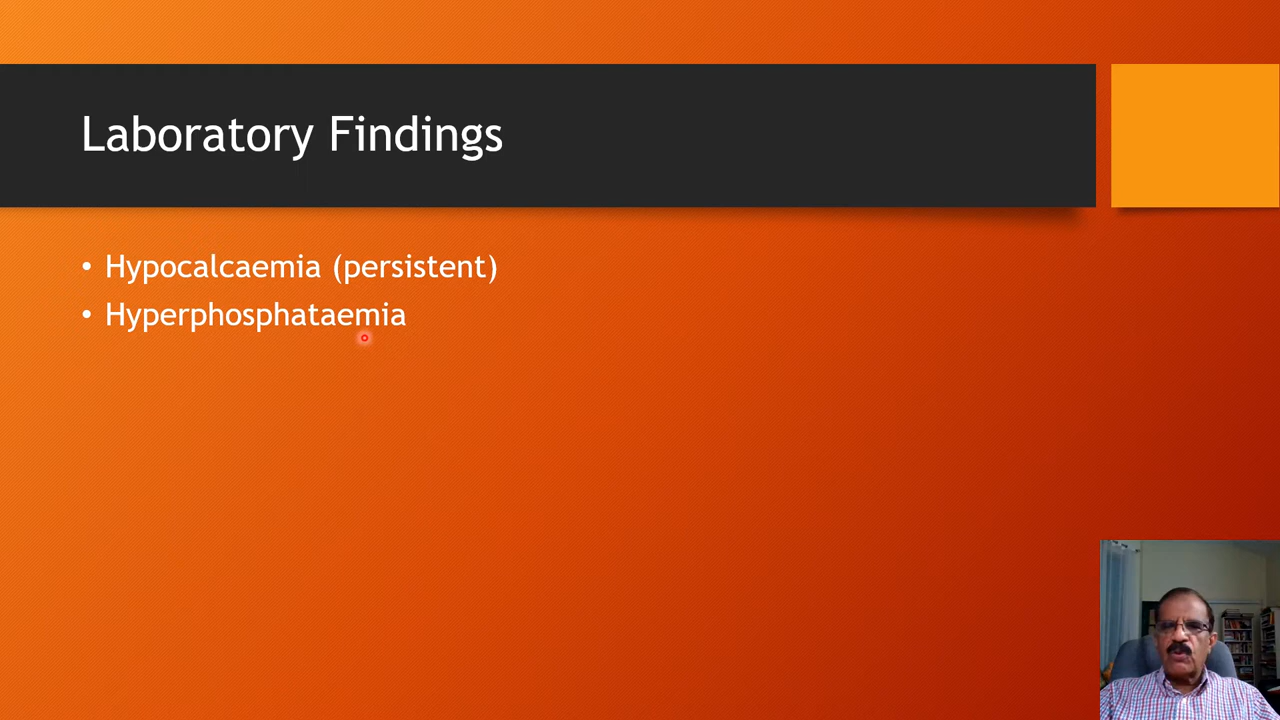 Laboratory Findings
• Hypocalcaemia (persistent)
• Hyperphosphataemia